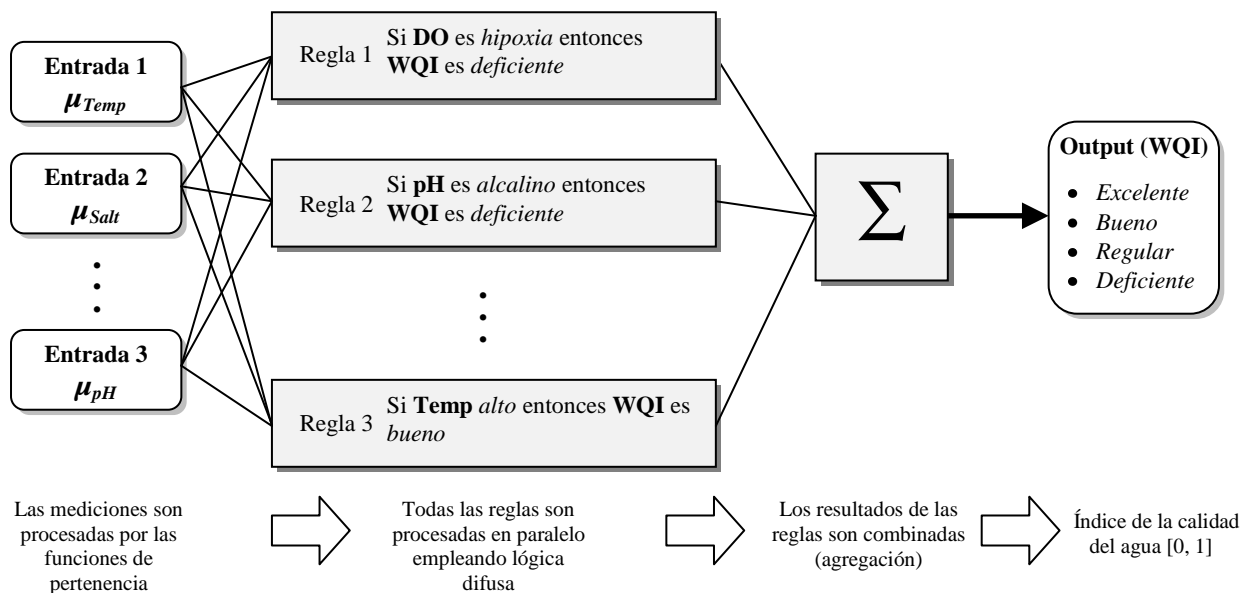 Entrada 1
μTemp
Entrada 2
μSalt
Entrada 3
μpH
Regla 1
Si DO es hipoxia entonces
WQI es deficiente
Regla 2
Si pH es alcalino entonces
WQI es deficiente
Regla 3
Si Temp alto entonces WQI es
bueno
Σ
Output (WQI)
• Excelente
• Bueno
• Regular
• Deficiente
Las mediciones son
procesadas por las
funciones de
pertenencia
Todas las reglas son
procesadas en paralelo
empleando lógica
difusa
Los resultados de las
reglas son combinadas
(agregación)
Índice de la calidad
del agua [0, 1]